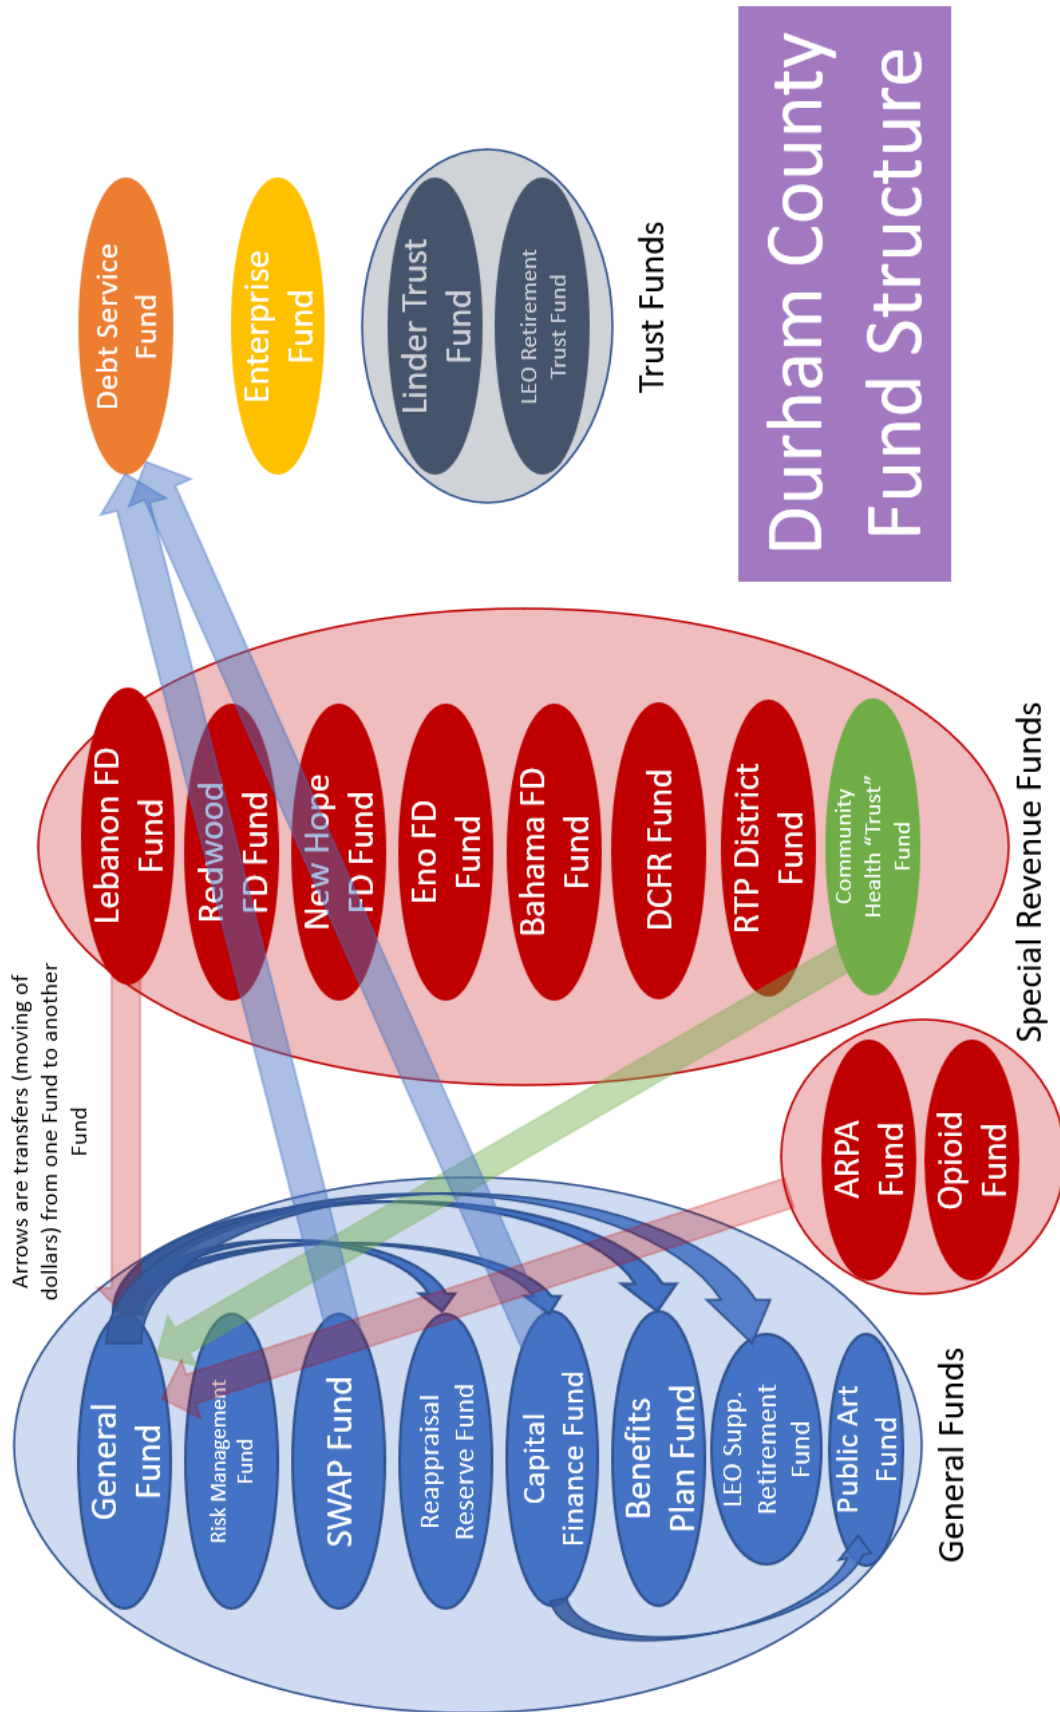 Arrows are transfers (moving of
dollars) from one Fund to another
Fund
General
Fund
Risk Management
Fund
SWAP Fund
Reappraisal
Reserve Fund
Capital
Finance Fund
Benefits
Plan Fund
LEO Supp.
Retirement
Fund
Public Art
Fund
General Funds
Lebanon FD
Fund
Redwood
FD Fund
New Hope
FD Fund
Eno FD
Fund
Bahama FD
Fund
DCFR Fund
RTP District
Fund
Community
Health “Trust”
Fund
ARPA
Fund
Opioid
Fund
Special Revenue Funds
Debt Service
Fund
Enterprise
Fund
Linder Trust
Fund
LEO Retirement
Trust Fund
Trust Funds
Durham County
Fund Structure